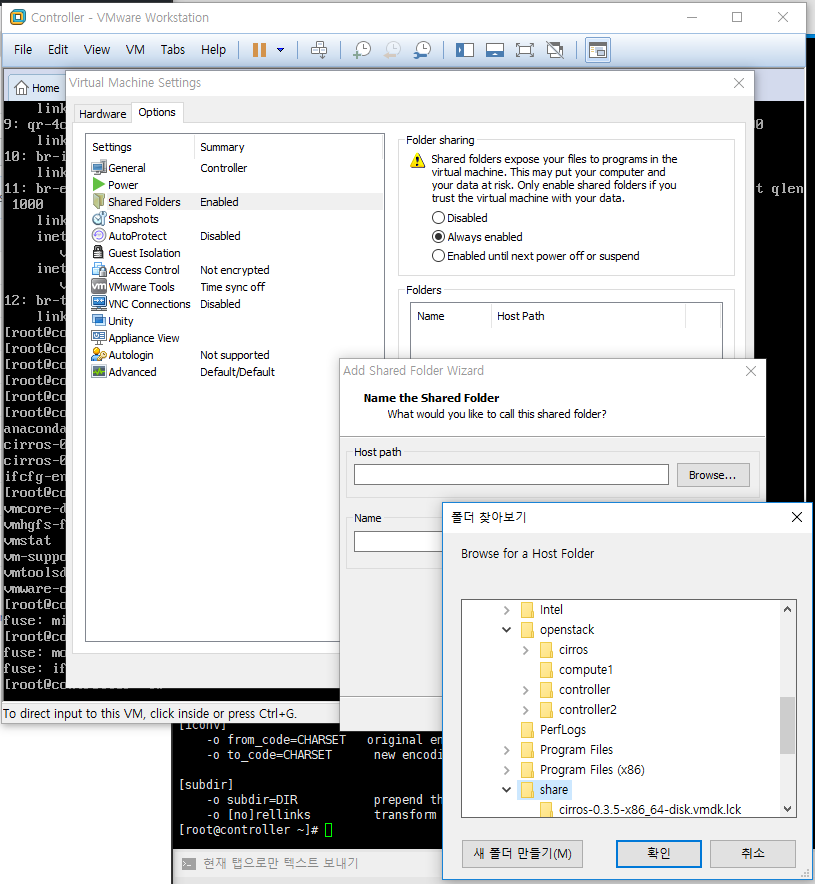 Controller - VMware Workstation
File Edit View VM Tabs Help
Home
Virtual Machine Settings
Hardware Options
Settings Summary
General Controller
Power
Shared Folders Enabled
Snapshots
AutoProtect Disabled
Guest Isolation
Access Control Not encrypted
VMware Tools Time sync off
VNC Connections Disabled
Unity
Appliance View
Autologin Not supported
Advanced Default/Default
Folder sharing
Shared folders expose your files to programs in the
virtual machine. This may put your computer and
your data at risk. Only enable shared folders if you
trust the virtual machine with your data.
Disabled
Always enabled
Enabled until next power off or suspend
Folders
Name Host Path
Add Shared Folder Wizard
Name the Shared Folder
What would you like to call this shared folder?
Host path
Browse...
Name
폴더 찾아보기
Browse for a Host Folder
Intel
openstack
cirros
compute1
controller
controller2
PerfLogs
Program Files
Program Files (x86)
share
cirros-0.3.5-x86_64-disk.vmdk.lck
새 폴더 만들기(M) 확인 취소
link
9: qr-4c
link
10: br-i
link
11: br-e t qlen
1000
link
inet
inet
link
12: br-t
link
[root@co
[root@co
[root@co
[root@co
[root@co
[root@co
anaconda
cirros-0
cirros-0
ifcfg-en
[root@co
vmcore-d
vmhgfs-f
vmstat
vm-suppo
vmtoolsd
vmware-c
[root@co
fuse: mi
[root@co
fuse: mo
fuse: if
To direct input to this VM, click inside or press Ctrl+G.
[iconv]
-o from_code=CHARSET original en
-o to_code=CHARSET new encodi
[subdir]
-o subdir=DIR prepend th
-o [no]rellinks transform
[root@controller ~]#
현재 탭으로만 텍스트 보내기